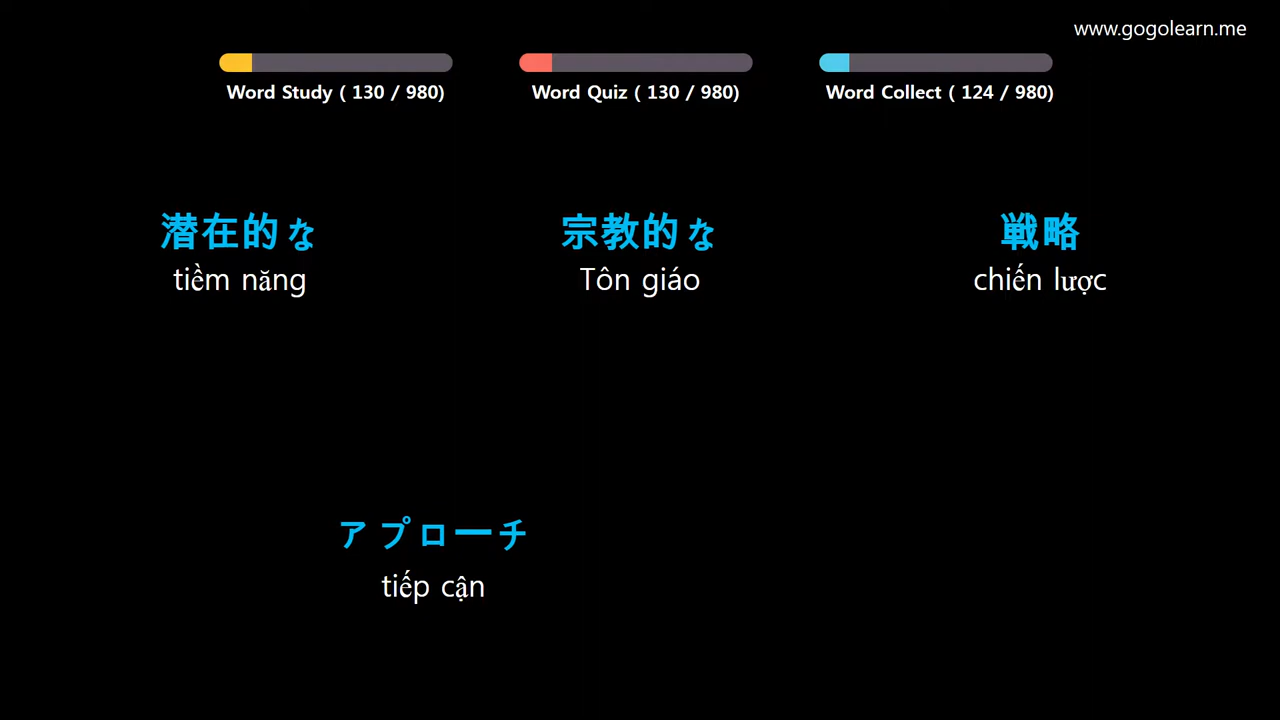 www.gogolearn.me
Word Study ( 130 / 980)
Word Quiz ( 130 / 980)
Word Collect ( 124 / 980)
潜在的な
tiềm năng
宗教的な
Tôn giáo
戦略
chiến lược
アプローチ
tiếp cận